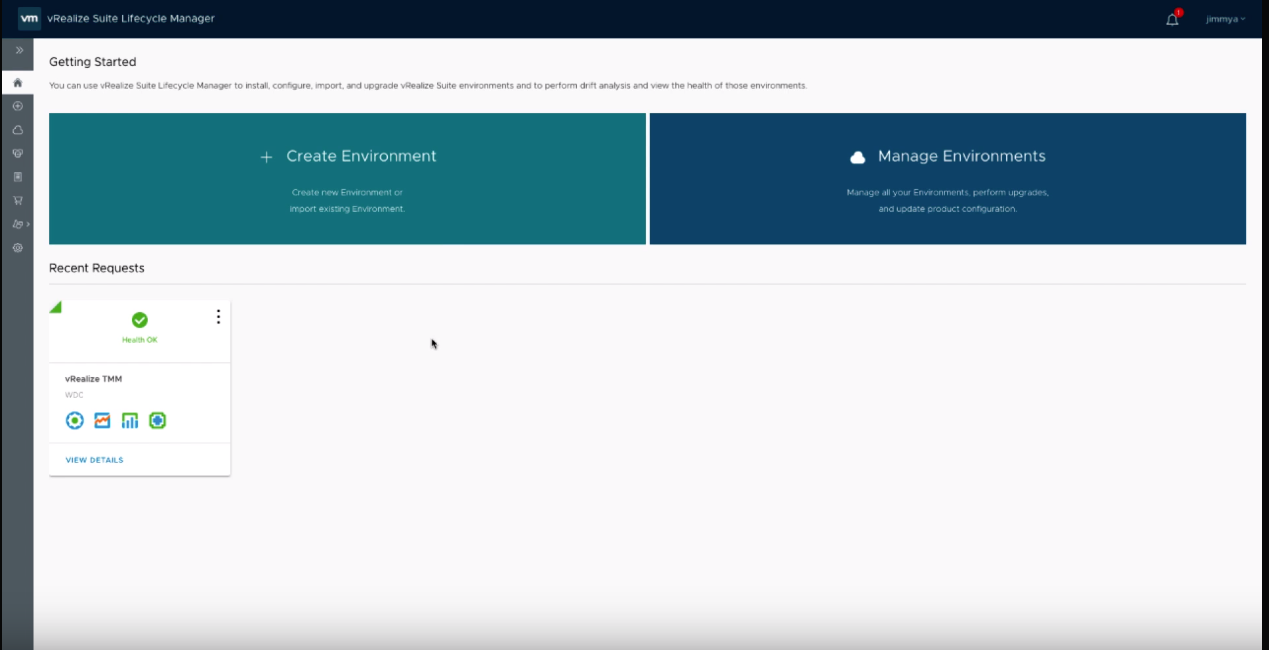 vm vRealize Suite Lifecycle Manager
! jimmya
Getting Started
You can use vRealize Suite Lifecycle Manager to install, configure, import, and upgrade vRealize Suite environments and to perform drift analysis and view the health of those environments.
+ Create Environment
Create new Environment or
import existing Environment.
Manage Environments
Manage all your Environments, perform upgrades,
and update product configuration.
Recent Requests
Health OK
vRealize TMM
WDC
VIEW DETAILS